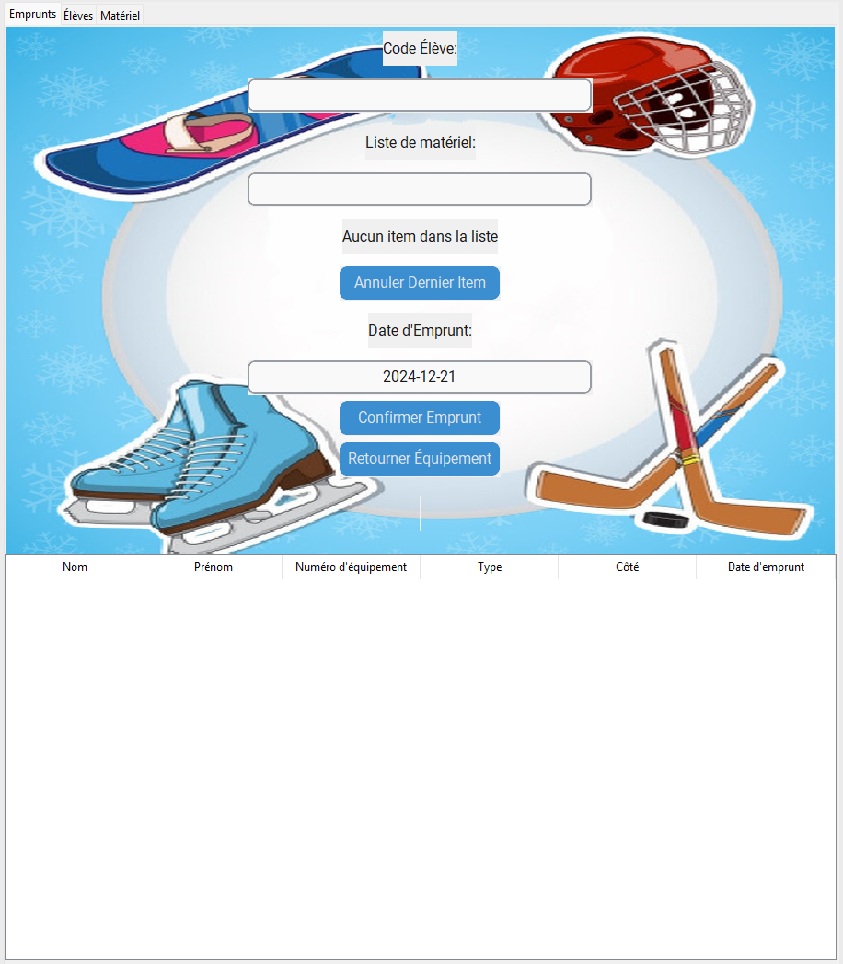 Emprunts Élèves Matériel
Code Élève:
Liste de matériel:
Aucun item dans la liste
Annuler Dernier Item
Date d'Emprunt:
2024-12-21
Confirmer Emprunt
Retourner Équipement
Nom Prénom Numéro d'équipement Type Côté Date d'emprunt